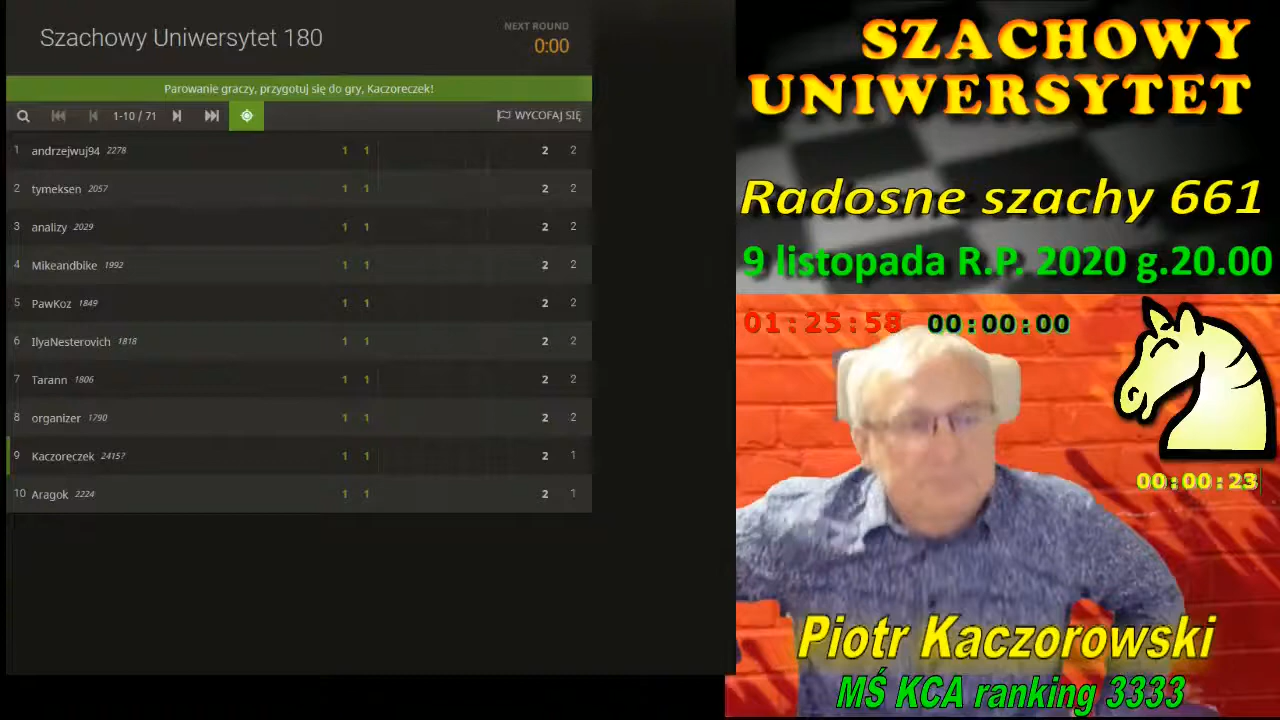 Szachowy Uniwersytet 180
NEXT ROUND
0:00
Parowanie graczy, przygotuj się do gry, Kaczoreczek!
1-10 / 71
WYCOFAJ SIĘ
1 andrzejwuj94 2278 1 1 2 2
2 tymeksen 2057 1 1 2 2
3 analizy 2029 1 1 2 2
4 Mikeandbike 1992 1 1 2 2
5 PawKoz 1849 1 1 2 2
6 IlyaNesterovich 1818 1 1 2 2
7 Tarann 1806 1 1 2 2
8 organizer 1790 1 1 2 2
9 Kaczoreczek 2415? 1 1 2 1
10 Aragok 2224 1 1 2 1
SZACHOWY
UNIWERSYTET
Radosne szachy 661
9 listopada R.P. 2020 g.20.00
01:25:58 00:00:00
00:00:23
Piotr Kaczorowski
MŚ KCA ranking 3333